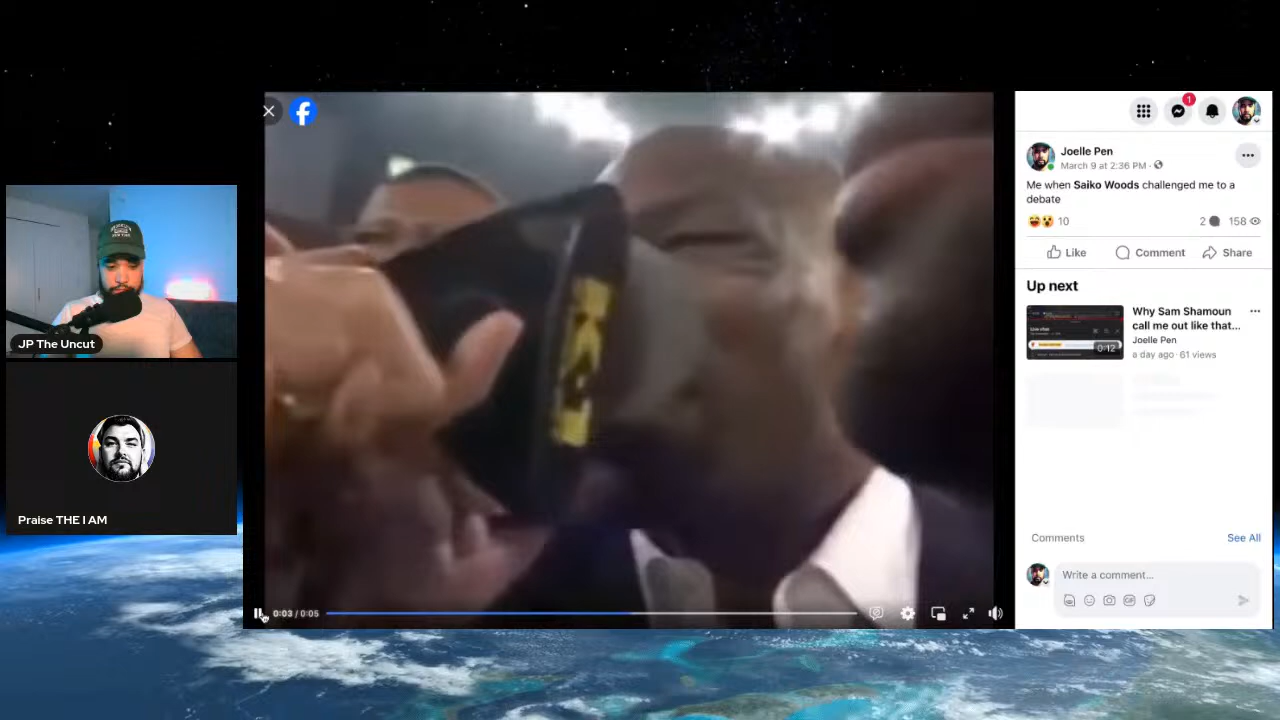 JP The Uncut
Praise THE I AM
0:03 / 0:05
1
Joelle Pen
March 9 at 2:36 PM ·
Me when Saiko Woods challenged me to a
debate
10
2
158
Like
Comment
Share
Up next
Why Sam Shamoun
call me out like that...
Joelle Pen
a day ago · 61 views
0:12
Comments
See All
Write a comment...
GIF